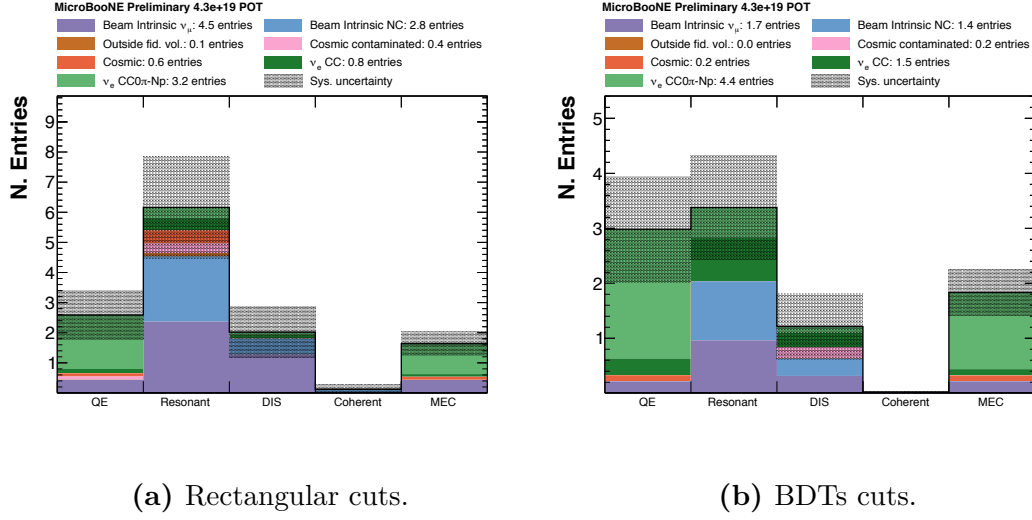 MicroBooNE Preliminary 4.3e+19 POT
Beam Intrinsic νμ: 4.5 entries
Beam Intrinsic NC: 2.8 entries
Outside fid. vol.: 0.1 entries
Cosmic contaminated: 0.4 entries
Cosmic: 0.6 entries
νe CC: 0.8 entries
νe CC0π-Np: 3.2 entries
Sys. uncertainty
N. Entries
9
8
7
6
5
4
3
2
1
QE Resonant DIS Coherent MEC
(a) Rectangular cuts.
MicroBooNE Preliminary 4.3e+19 POT
Beam Intrinsic νμ: 1.7 entries
Beam Intrinsic NC: 1.4 entries
Outside fid. vol.: 0.0 entries
Cosmic contaminated: 0.2 entries
Cosmic: 0.2 entries
νe CC: 1.5 entries
νe CC0π-Np: 4.4 entries
Sys. uncertainty
N. Entries
5
4
3
2
1
QE Resonant DIS Coherent MEC
(b) BDTs cuts.